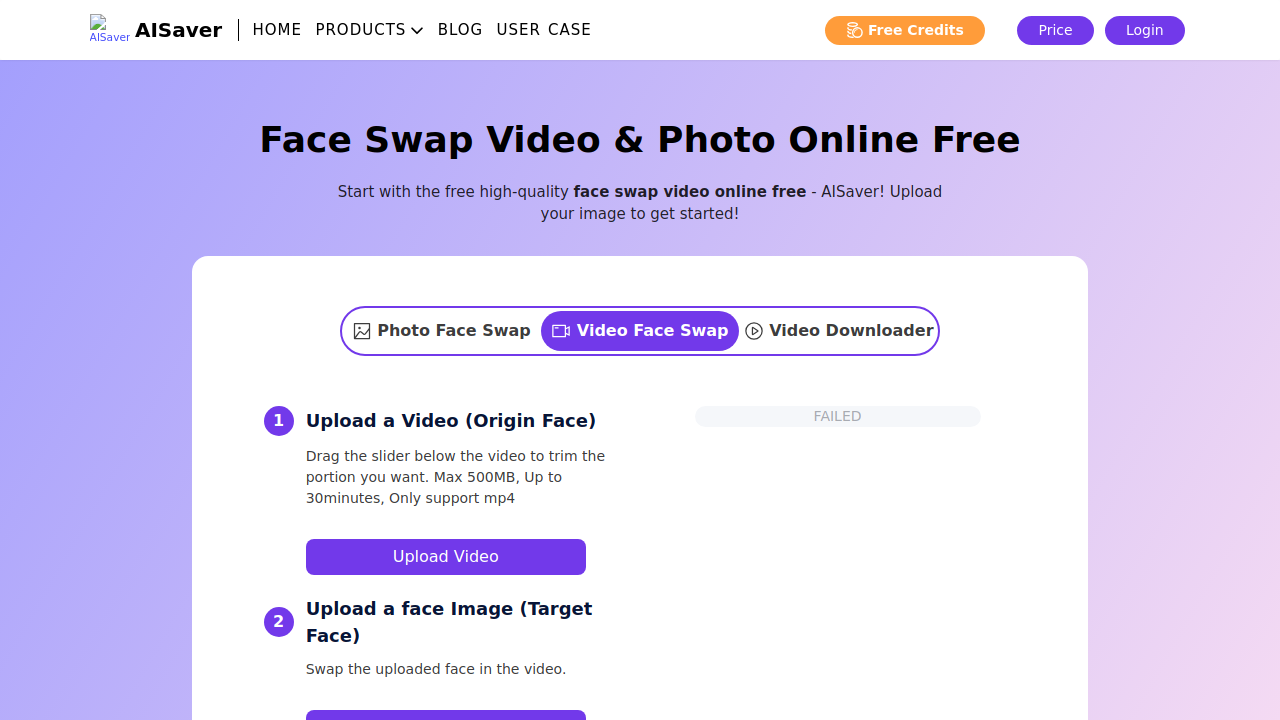 AISaver
AISaver
HOME
PRODUCTS
BLOG
USER CASE
Free Credits
Price
Login
Face Swap Video & Photo Online Free
Start with the free high-quality face swap video online free - AISaver! Upload
your image to get started!
Photo Face Swap
Video Face Swap
Video Downloader
1
Upload a Video (Origin Face)
Drag the slider below the video to trim the
portion you want. Max 500MB, Up to
30minutes, Only support mp4
Upload Video
2
Upload a face Image (Target
Face)
Swap the uploaded face in the video.
FAILED